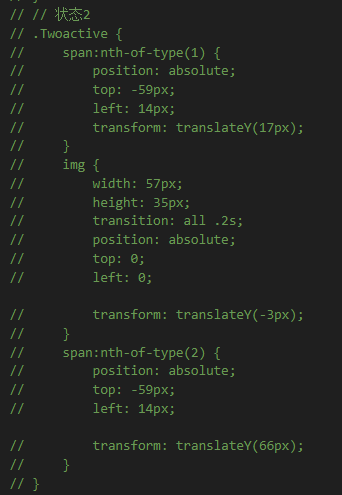 // // 状态2
// .Twoactive {
//     span:nth-of-type(1) {
//         position: absolute;
//         top: -59px;
//         left: 14px;
//         transform: translateY(17px);
//     }
//     img {
//         width: 57px;
//         height: 35px;
//         transition: all .2s;
//         position: absolute;
//         top: 0;
//         left: 0;

//         transform: translateY(-3px);
//     }
//     span:nth-of-type(2) {
//         position: absolute;
//         top: -59px;
//         left: 14px;

//         transform: translateY(66px);
//     }
// }